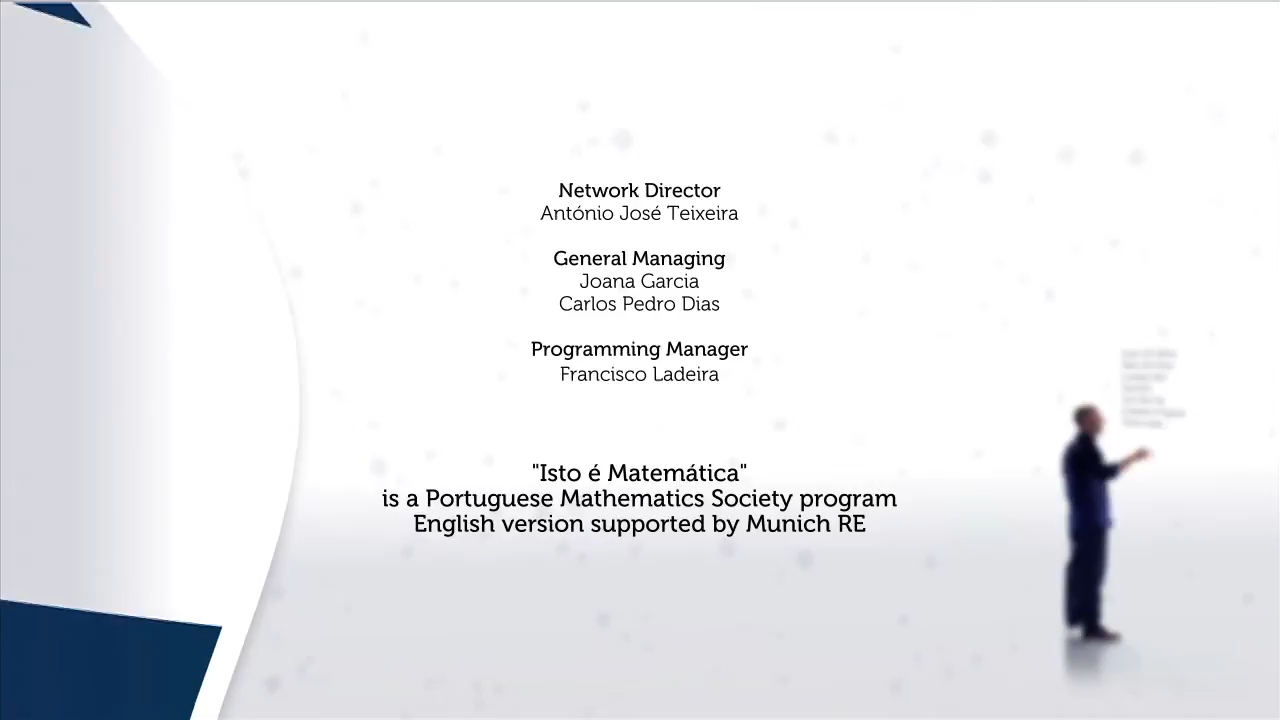 Network Director
António José Teixeira
General Managing
Joana Garcia
Carlos Pedro Dias
Programming Manager
Francisco Ladeira
"Isto é Matemática"
is a Portuguese Mathematics Society program
English version supported by Munich RE